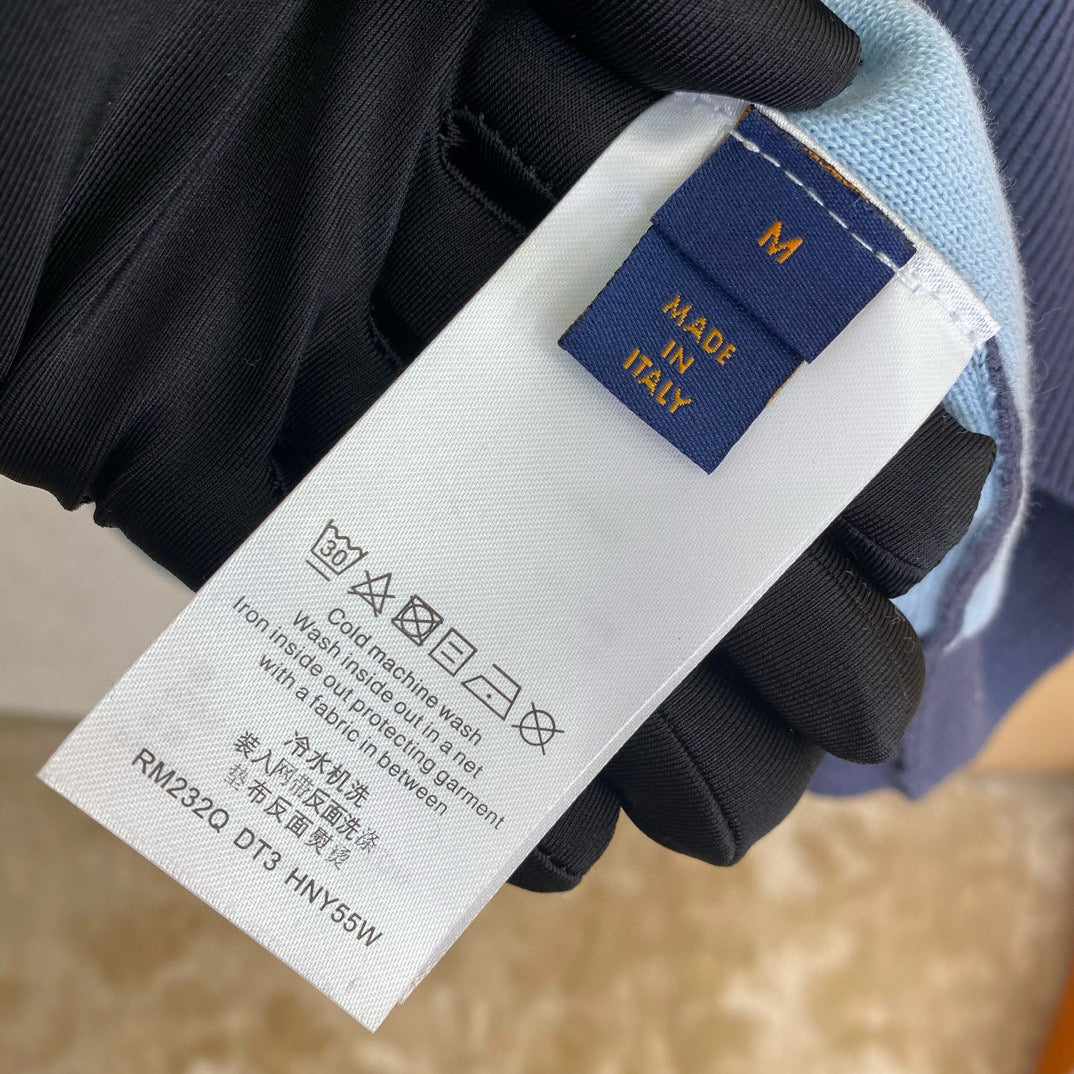 M
MADE
IN
ITALY
30
Cold machine wash
Wash inside out in a net
Iron inside out protecting garment
with a fabric in between
冷水机洗
装入网袋反面洗涤
垫布反面熨烫
RM232Q DT3 HNY55W